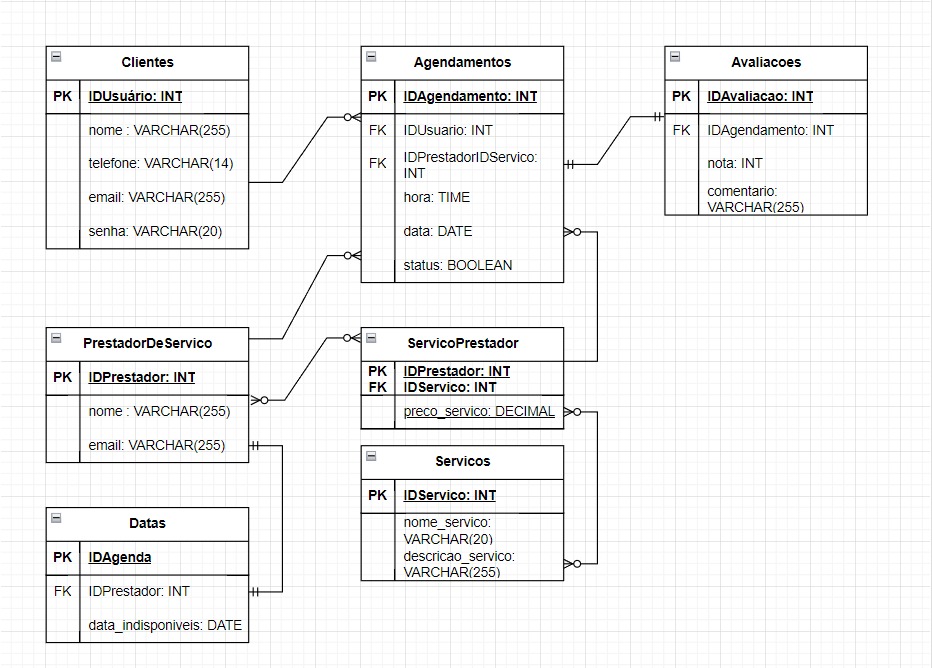 Clientes
PK IDUsuário: INT
nome : VARCHAR(255)
telefone: VARCHAR(14)
email: VARCHAR(255)
senha: VARCHAR(20)
Agendamentos
PK IDAgendamento: INT
FK IDUsuario: INT
FK IDPrestadorIDServico:
INT
hora: TIME
data: DATE
status: BOOLEAN
Avaliacoes
PK IDAvaliacao: INT
FK IDAgendamento: INT
nota: INT
comentario:
VARCHAR(255)
PrestadorDeServico
PK IDPrestador: INT
nome : VARCHAR(255)
email: VARCHAR(255)
ServicoPrestador
PK IDPrestador: INT
FK IDServico: INT
preco_servico: DECIMAL
Servicos
PK IDServico: INT
nome_servico:
VARCHAR(20)
descricao_servico:
VARCHAR(255)
Datas
PK IDAgenda
FK IDPrestador: INT
data_indisponiveis: DATE